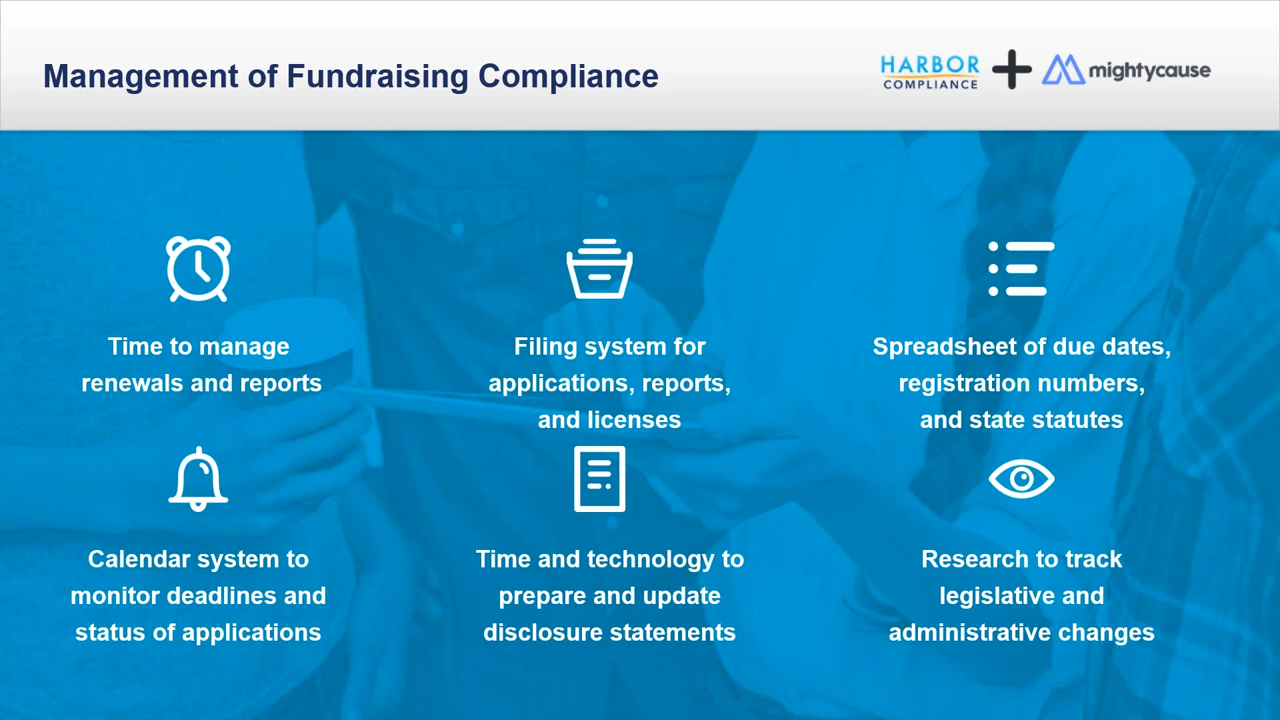 Management of Fundraising Compliance
HARBOR
COMPLIANCE
mightycause
Time to manage
renewals and reports
Filing system for
applications, reports,
and licenses
Spreadsheet of due dates,
registration numbers,
and state statutes
Calendar system to
monitor deadlines and
status of applications
Time and technology to
prepare and update
disclosure statements
Research to track
legislative and
administrative changes